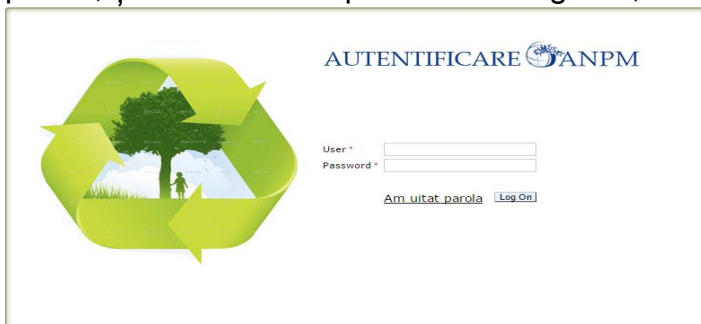 AUTENTIFICARE ANPM
User *
Password *
Am uitat parola Log On